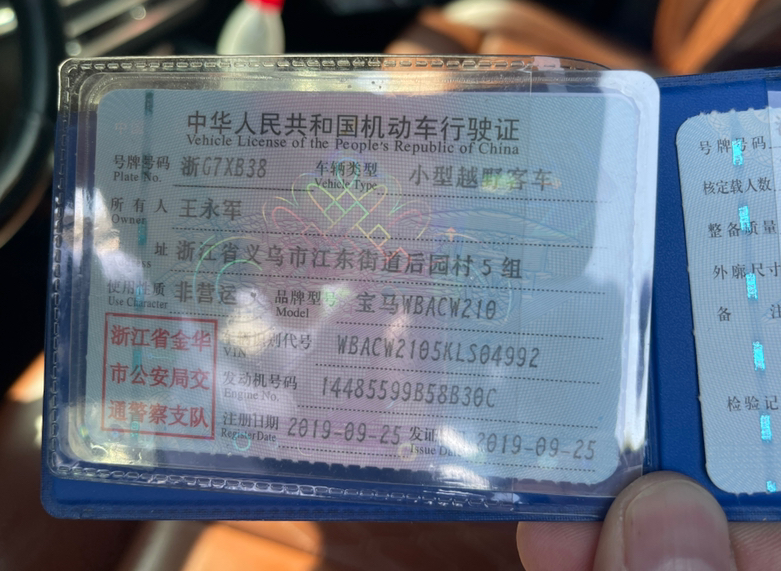 中华人民共和国机动车行驶证
Vehicle License of the People's Republic of China
号牌号码 浙G7XB38 车辆类型 小型越野客车
Plate No. Vehicle Type
所有人 王永军
Owner
址 浙江省义乌市江东街道后园村5组
使用性质 非营运 品牌型号 宝马WBACW210
Use Character Model
代号 WBACW2105KLS04992
VIN
发动机号码 14485599B58B30C
Engine No.
注册日期 2019-09-25 发证 2019-09-25
Register Date Issue Da
浙江省金华
市公安局交
通警察支队
号牌号码
核定载人数
整备质量
外廓尺寸
备 注
检验记